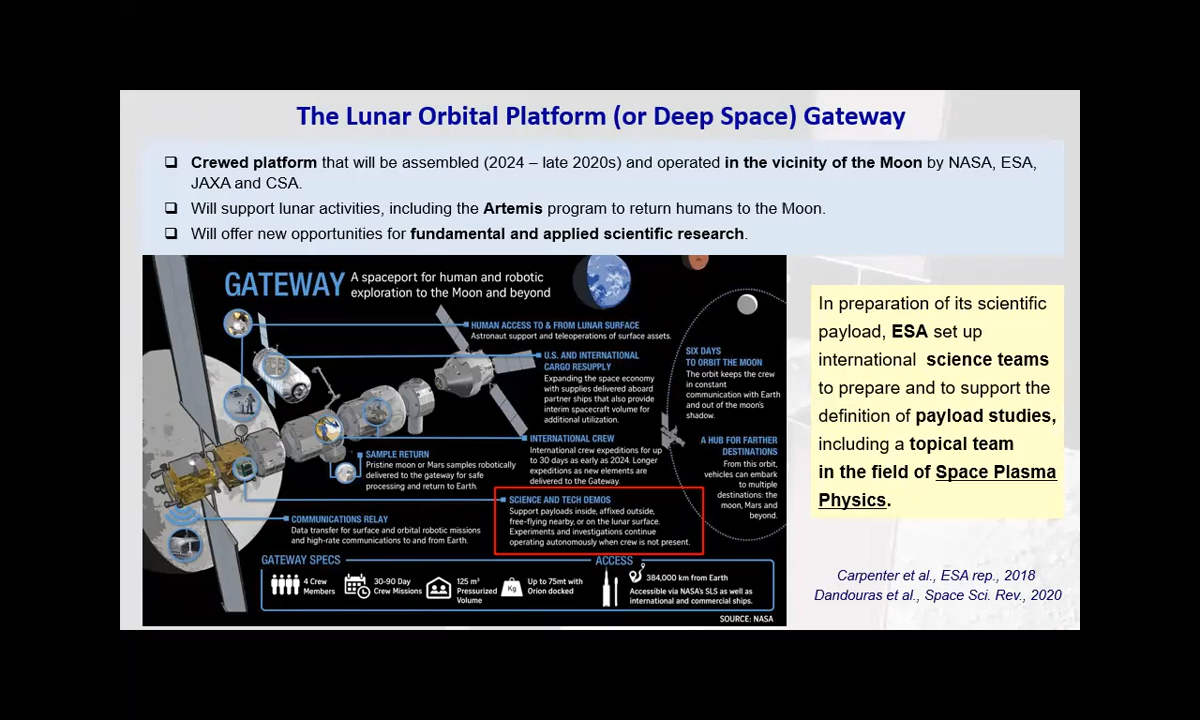 The Lunar Orbital Platform (or Deep Space) Gateway
❑ Crewed platform that will be assembled (2024 – late 2020s) and operated in the vicinity of the Moon by NASA, ESA,
JAXA and CSA.
❑ Will support lunar activities, including the Artemis program to return humans to the Moon.
❑ Will offer new opportunities for fundamental and applied scientific research.
GATEWAY
A spaceport for human and robotic
exploration to the Moon and beyond
HUMAN ACCESS TO & FROM LUNAR SURFACE
Astronaut support and teleoperations of surface assets.
U.S. AND INTERNATIONAL
CARGO RESUPPLY
Expanding the space economy
with supplies delivered aboard
partner ships that also provide
interim spacecraft volume for
additional utilization.
INTERNATIONAL CREW
International crew expeditions for up
to 30 days as early as 2024. Longer
expeditions as new elements are
delivered to the Gateway.
SAMPLE RETURN
Pristine moon or Mars samples robotically
delivered to the gateway for safe
processing and return to Earth.
SCIENCE AND TECH DEMOS
Support payloads inside, affixed outside,
free-flying nearby, or on the lunar surface.
Experiments and investigations continue
operating autonomously when crew is not present.
COMMUNICATIONS RELAY
Data transfer for surface and orbital robotic missions
and high-rate communications to and from Earth.
SIX DAYS
TO ORBIT THE MOON
The orbit keeps the crew
in constant
communication with Earth
and out of the moon's
shadow.
A HUB FOR FARTHER
DESTINATIONS
From this orbit,
vehicles can embark
to multiple
destinations: the
moon, Mars and
beyond.
GATEWAY SPECS
4 Crew
Members
30-90 Day
Crew Missions
125 m³
Pressurized
Volume
Kg
Up to 75mt with
Orion docked
ACCESS
384,000 km from Earth
Accessible via NASA's SLS as well as
international and commercial ships.
SOURCE: NASA
In preparation of its scientific
payload, ESA set up
international science teams
to prepare and to support the
definition of payload studies,
including a topical team
in the field of Space Plasma
Physics.
Carpenter et al., ESA rep., 2018
Dandouras et al., Space Sci. Rev., 2020